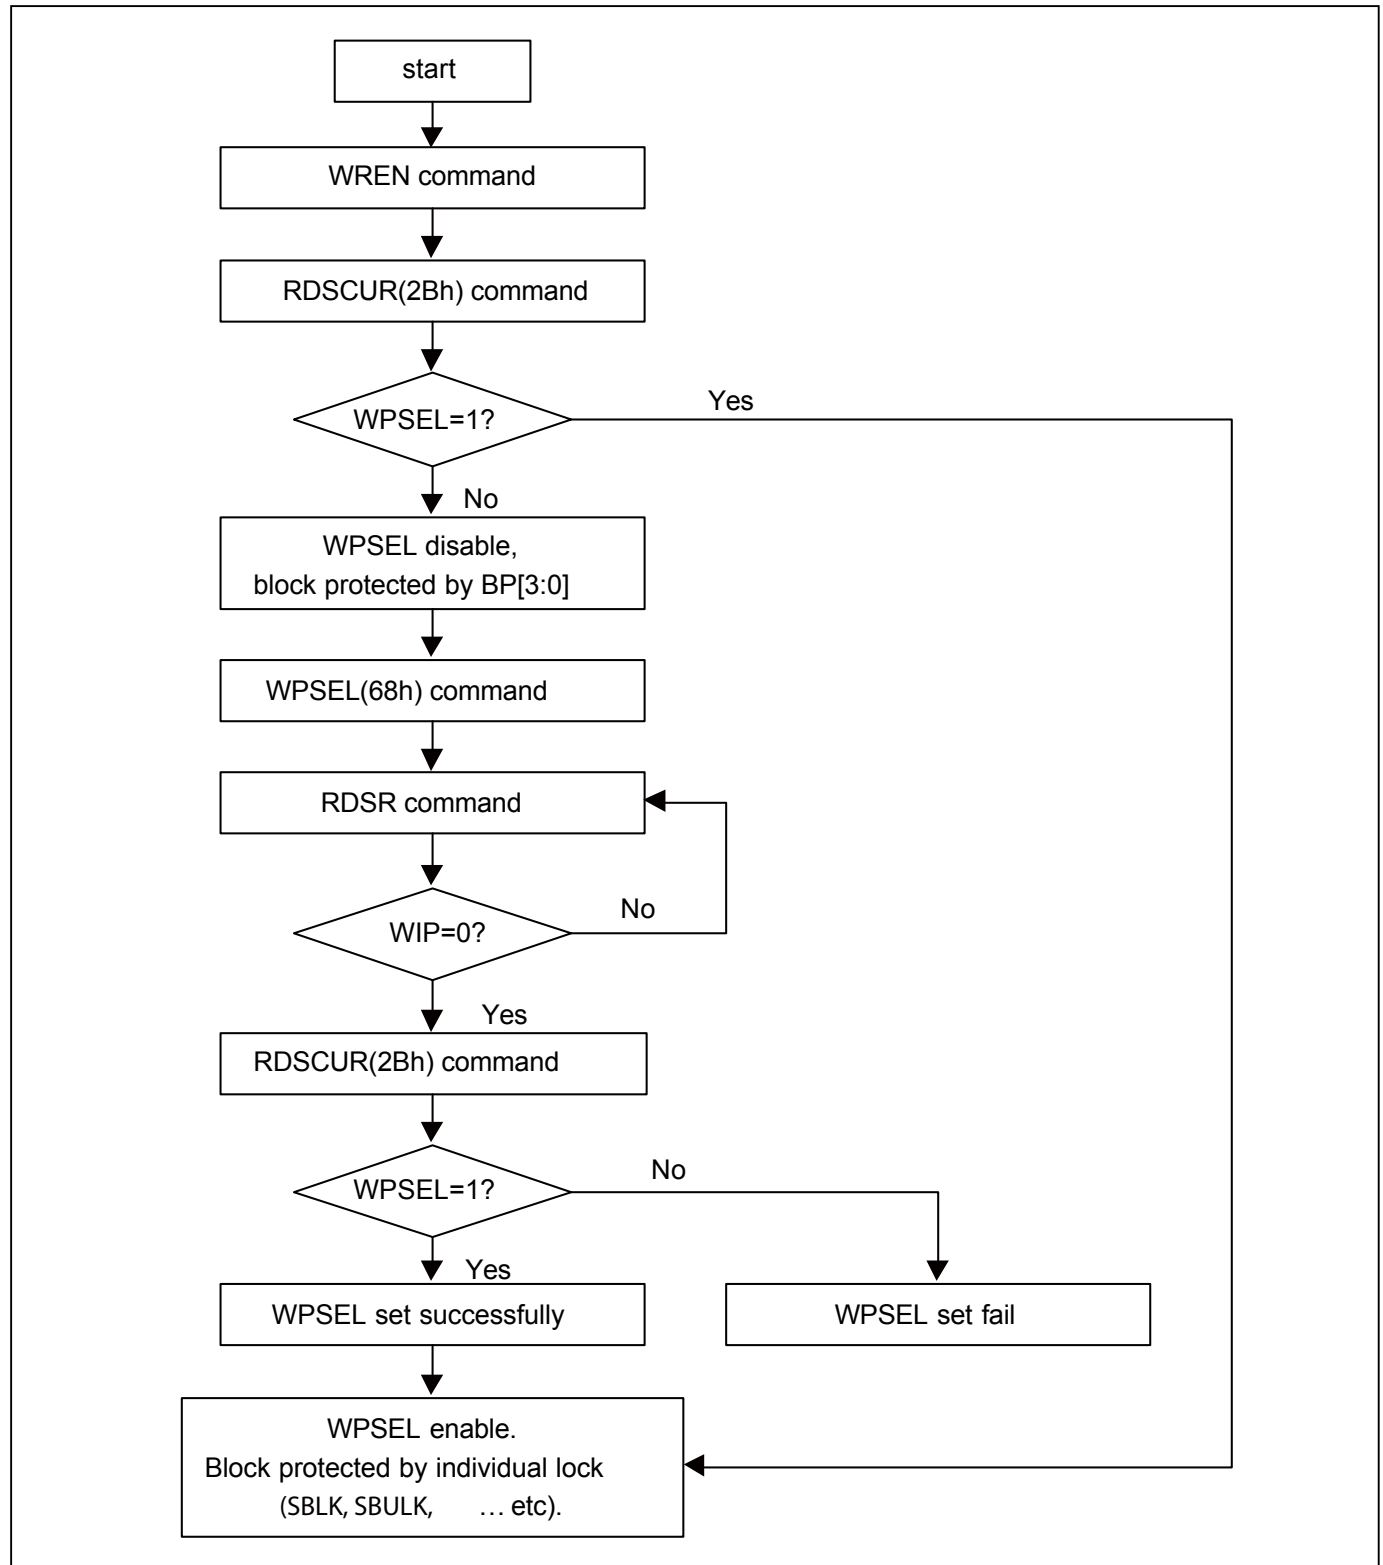 start
WREN command
RDSCUR(2Bh) command
WPSEL=1?
Yes
No
WPSEL disable,
block protected by BP[3:0]
WPSEL(68h) command
RDSR command
WIP=0?
No
Yes
RDSCUR(2Bh) command
WPSEL=1?
No
Yes
WPSEL set successfully
WPSEL set fail
WPSEL enable.
Block protected by individual lock
(SBLK, SBULK, … etc).